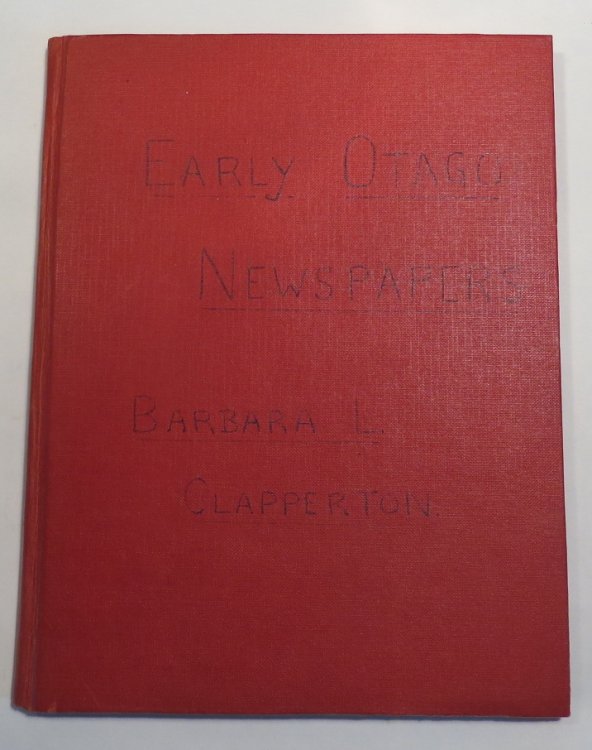 EARLY OTAGO
NEWSPAPERS
BARBARA L.
CLAPPERTON.